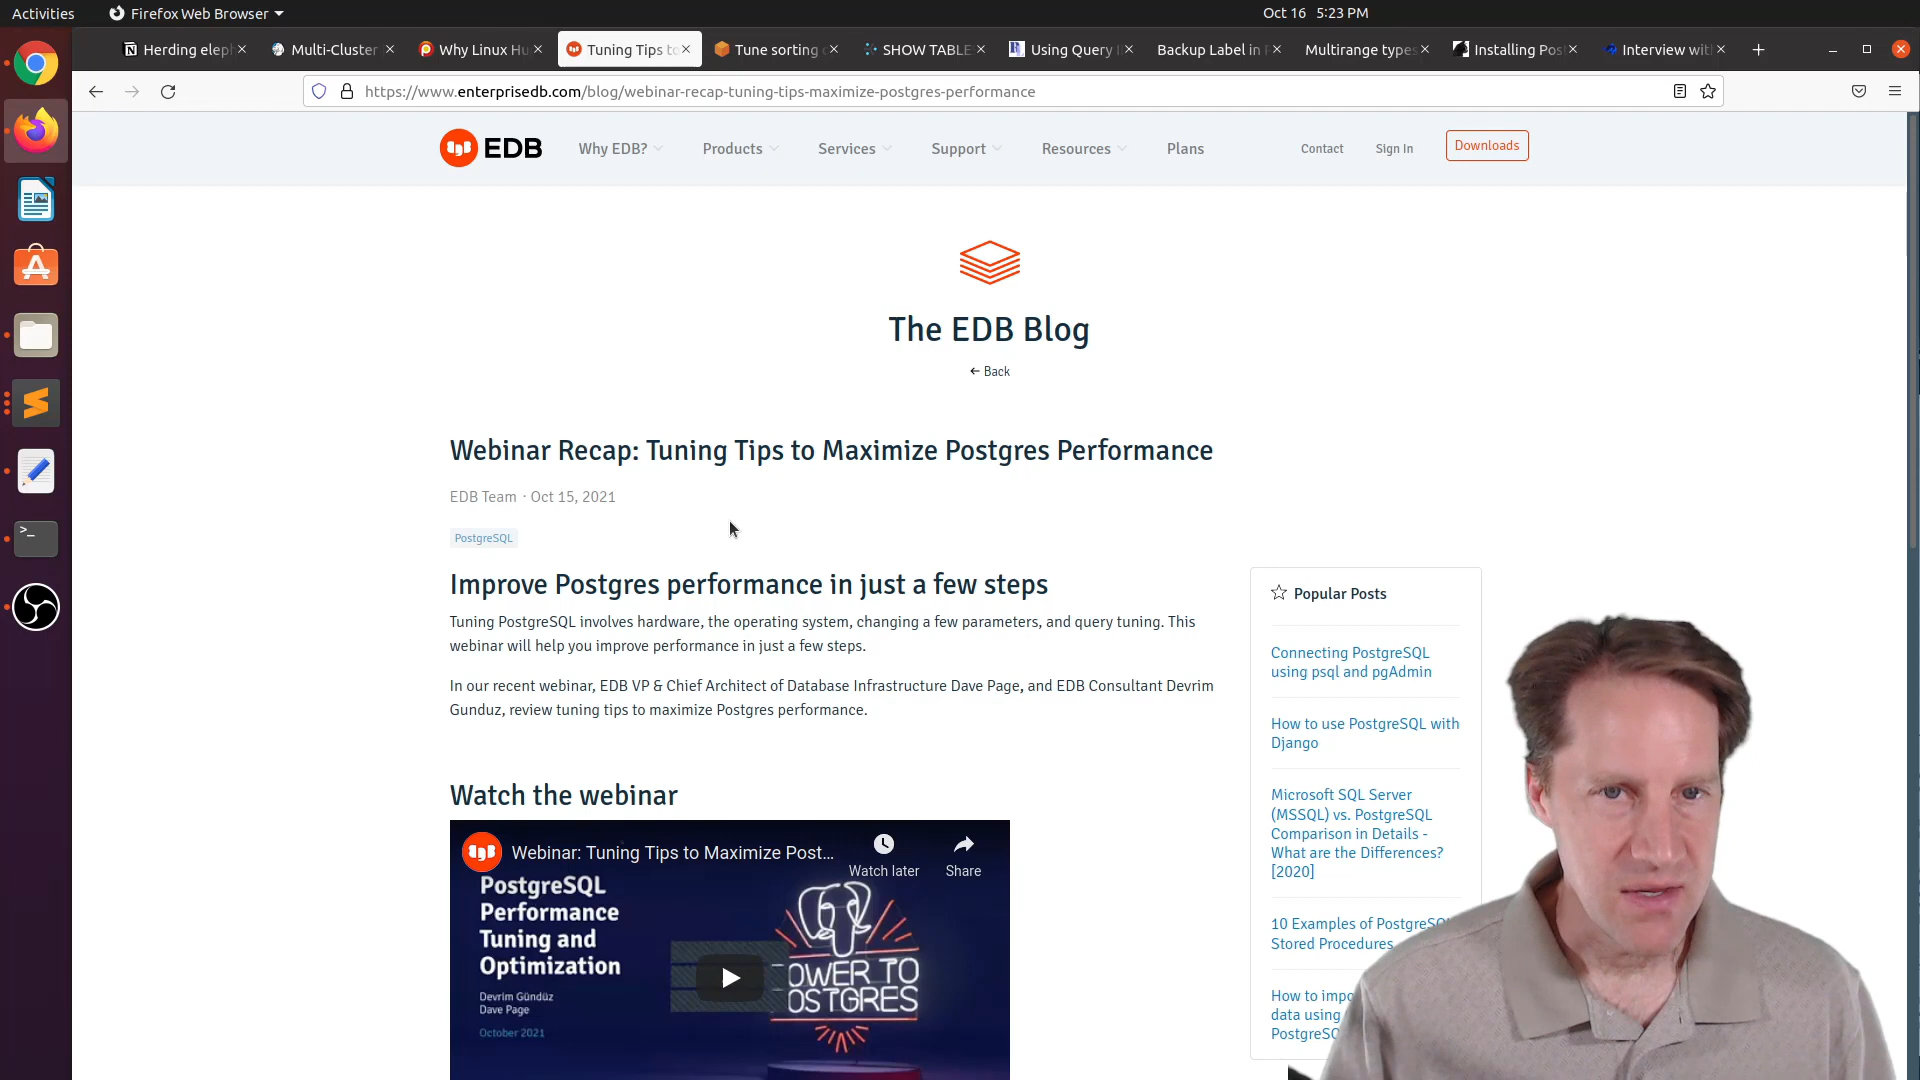 Activities
Firefox Web Browser
Oct 16 5:23 PM
Herding elep
Multi-Cluster
Why Linux Hu
Tuning Tips to
Tune sorting
SHOW TABLE
Using Query
Backup Label in
Multirange types
Installing Pos
Interview wit
https://www.enterprisedb.com/blog/webinar-recap-tuning-tips-maximize-postgres-performance
EDB
Why EDB?
Products
Services
Support
Resources
Plans
Contact
Sign In
Downloads
The EDB Blog
← Back
Webinar Recap: Tuning Tips to Maximize Postgres Performance
EDB Team · Oct 15, 2021
PostgreSQL
Improve Postgres performance in just a few steps
Tuning PostgreSQL involves hardware, the operating system, changing a few parameters, and query tuning. This
webinar will help you improve performance in just a few steps.
In our recent webinar, EDB VP & Chief Architect of Database Infrastructure Dave Page, and EDB Consultant Devrim
Gunduz, review tuning tips to maximize Postgres performance.
Watch the webinar
Webinar: Tuning Tips to Maximize Post...
Watch later
Share
PostgreSQL
Performance
Tuning and
Optimization
Devrim Gündüz
Dave Page
October 2021
POWER TO
POSTGRES
Popular Posts
Connecting PostgreSQL
using psql and pgAdmin
How to use PostgreSQL with
Django
Microsoft SQL Server
(MSSQL) vs. PostgreSQL
Comparison in Details -
What are the Differences?
[2020]
10 Examples of PostgreSQL
Stored Procedures
How to impo
data using
PostgreSQ